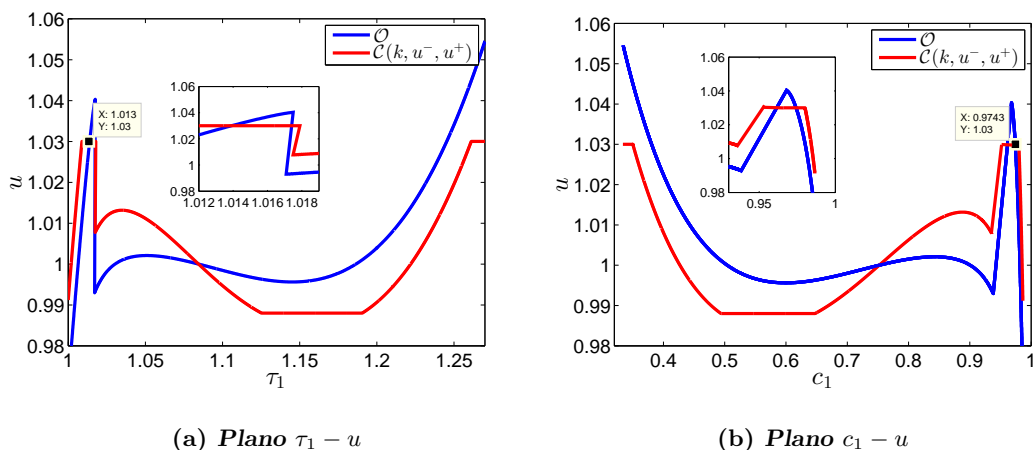 1.06
1.05
1.04
1.03
1.02
1.01
1
0.99
0.98
u
1
1.05
1.1
1.15
1.2
1.25
τ₁
𝒪
𝒞(k, u⁻, u⁺)
X: 1.013
Y: 1.03
1.06
1.04
1.02
1
0.98
1.012 1.014 1.016 1.018
(a) Plano τ₁ − u
1.06
1.05
1.04
1.03
1.02
1.01
1
0.99
0.98
u
0.4
0.5
0.6
0.7
0.8
0.9
1
c₁
𝒪
𝒞(k, u⁻, u⁺)
X: 0.9743
Y: 1.03
1.06
1.04
1.02
1
0.98
0.95
1
(b) Plano c₁ − u